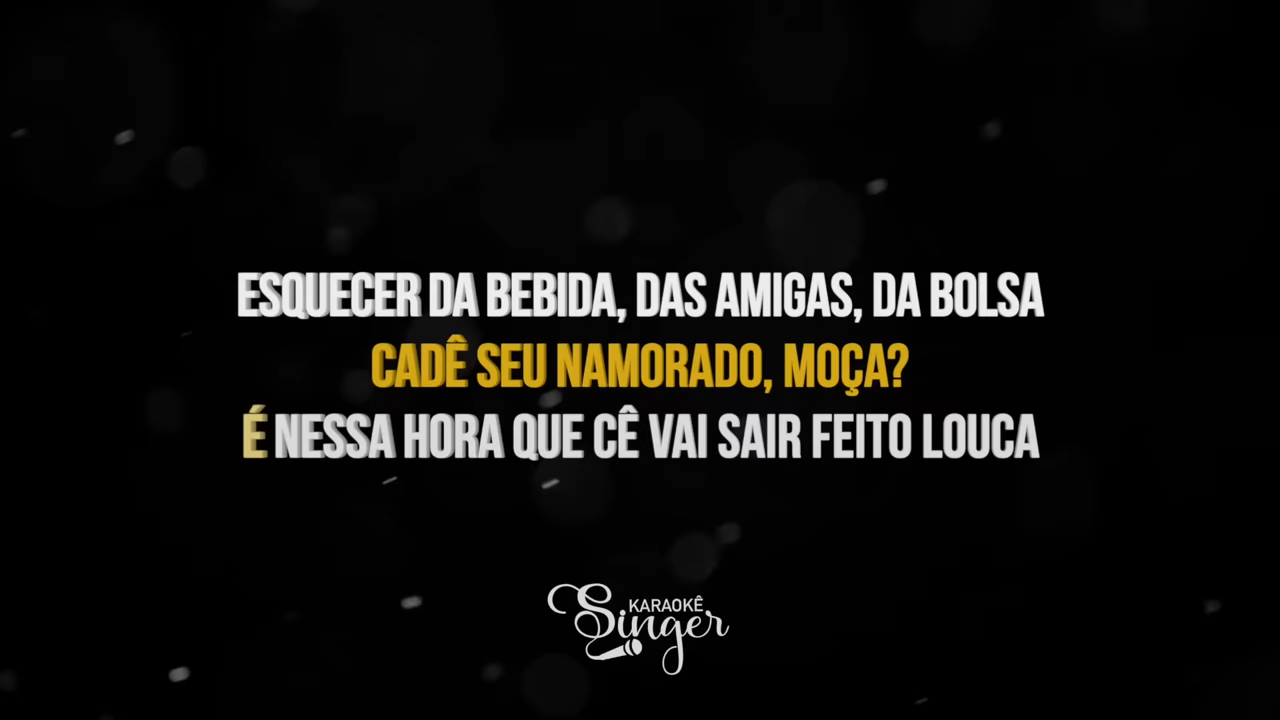 ESQUECER DA BEBIDA, DAS AMIGAS, DA BOLSA
CADÊ SEU NAMORADO, MOÇA?
É NESSA HORA QUE CÊ VAI SAIR FEITO LOUCA
KARAOKÊ
Singer